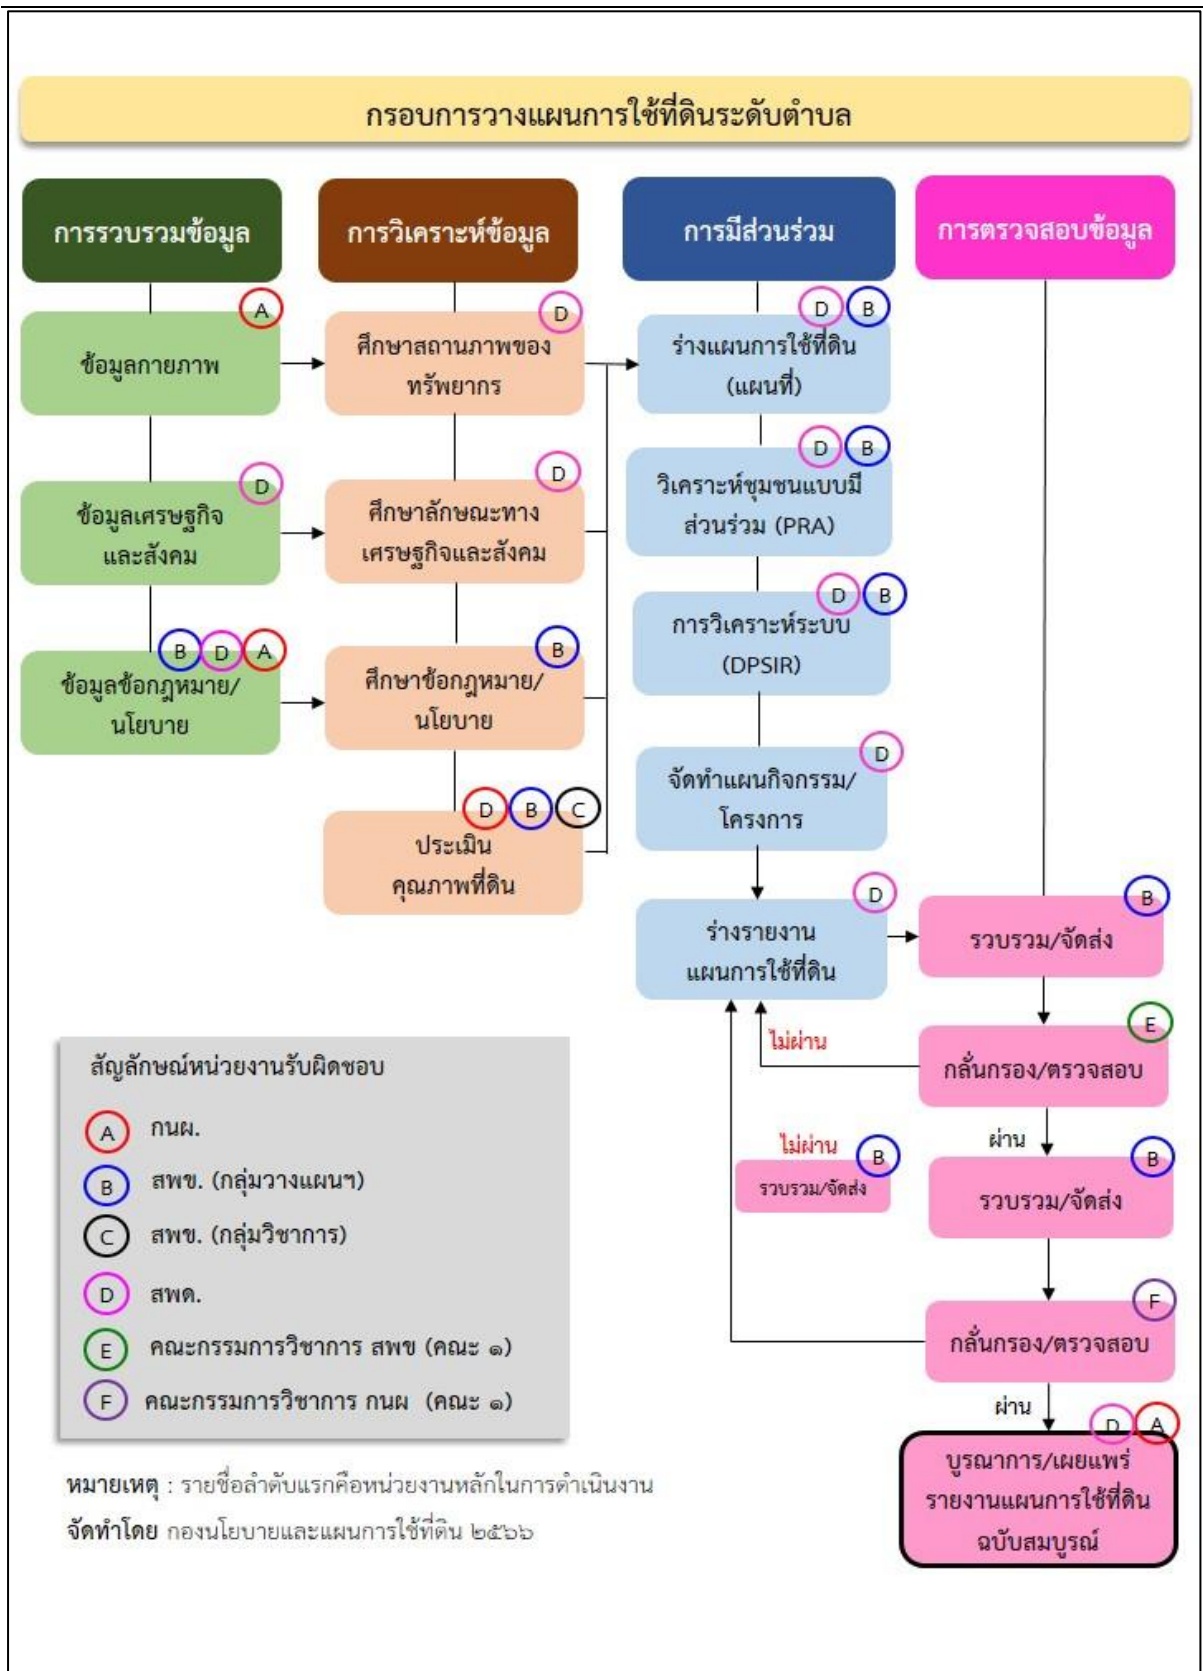 กรอบการวางแผนการใช้ที่ดินระดับตำบล
การรวบรวมข้อมูล
A
ข้อมูลกายภาพ
D
ข้อมูลเศรษฐกิจ
และสังคม
B D A
ข้อมูลข้อกฎหมาย/
นโยบาย
การวิเคราะห์ข้อมูล
D
ศึกษาสถานภาพของ
ทรัพยากร
D
ศึกษาลักษณะทาง
เศรษฐกิจและสังคม
B
ศึกษาข้อกฎหมาย/
นโยบาย
D B C
ประเมิน
คุณภาพที่ดิน
การมีส่วนร่วม
D B
ร่างแผนการใช้ที่ดิน
(แผนที่)
D B
วิเคราะห์ชุมชนแบบมี
ส่วนร่วม (PRA)
D B
การวิเคราะห์ระบบ
(DPSIR)
D
จัดทำแผนกิจกรรม/
โครงการ
D
ร่างรายงาน
แผนการใช้ที่ดิน
การตรวจสอบข้อมูล
B
รวบรวม/จัดส่ง
E
กลั่นกรอง/ตรวจสอบ
ไม่ผ่าน
ผ่าน
B
รวบรวม/จัดส่ง
ไม่ผ่าน
B
รวบรวม/จัดส่ง
F
กลั่นกรอง/ตรวจสอบ
ผ่าน
D A
บูรณาการ/เผยแพร่
รายงานแผนการใช้ที่ดิน
ฉบับสมบูรณ์
สัญลักษณ์หน่วยงานรับผิดชอบ
A กนผ.
B สพข. (กลุ่มวางแผนฯ)
C สพข. (กลุ่มวิชาการ)
D สพด.
E คณะกรรมการวิชาการ สพข (คณะ ๑)
F คณะกรรมการวิชาการ กนผ (คณะ ๑)
หมายเหตุ : รายชื่อลำดับแรกคือหน่วยงานหลักในการดำเนินงาน
จัดทำโดย กองนโยบายและแผนการใช้ที่ดิน ๒๕๖๖